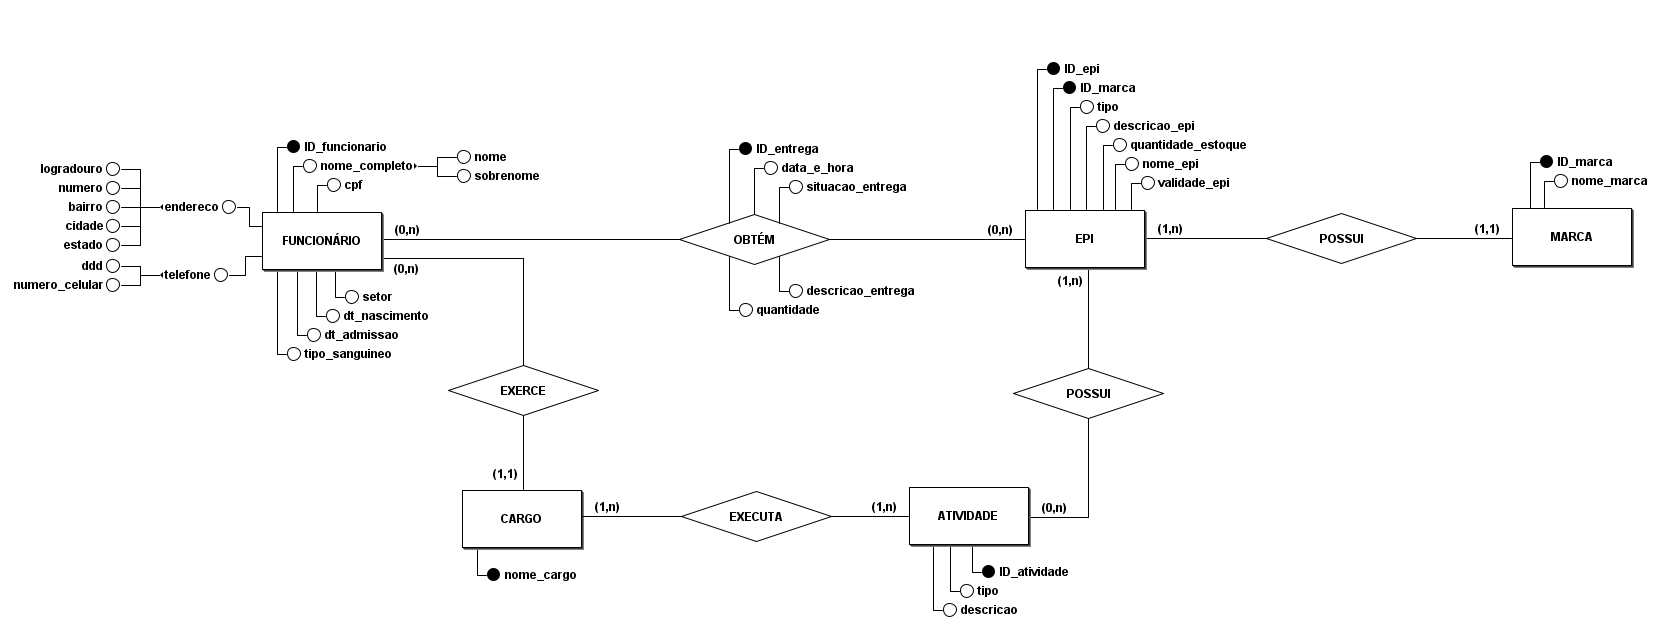 ID_epi
ID_marca
tipo
descricao_epi
quantidade_estoque
nome_epi
validade_epi
ID_funcionario
nome_completo
nome
sobrenome
cpf
logradouro
numero
bairro
cidade
estado
endereco
ddd
numero_celular
telefone
FUNCIONÁRIO
(0,n)
(0,n)
setor
dt_nascimento
dt_admissao
tipo_sanguineo
ID_entrega
data_e_hora
situacao_entrega
OBTÉM
descricao_entrega
quantidade
(0,n)
EPI
(1,n)
(1,n)
POSSUI
(1,1)
ID_marca
nome_marca
MARCA
EXERCE
POSSUI
(1,1)
CARGO
(1,n)
EXECUTA
(1,n)
ATIVIDADE
(0,n)
nome_cargo
ID_atividade
tipo
descricao